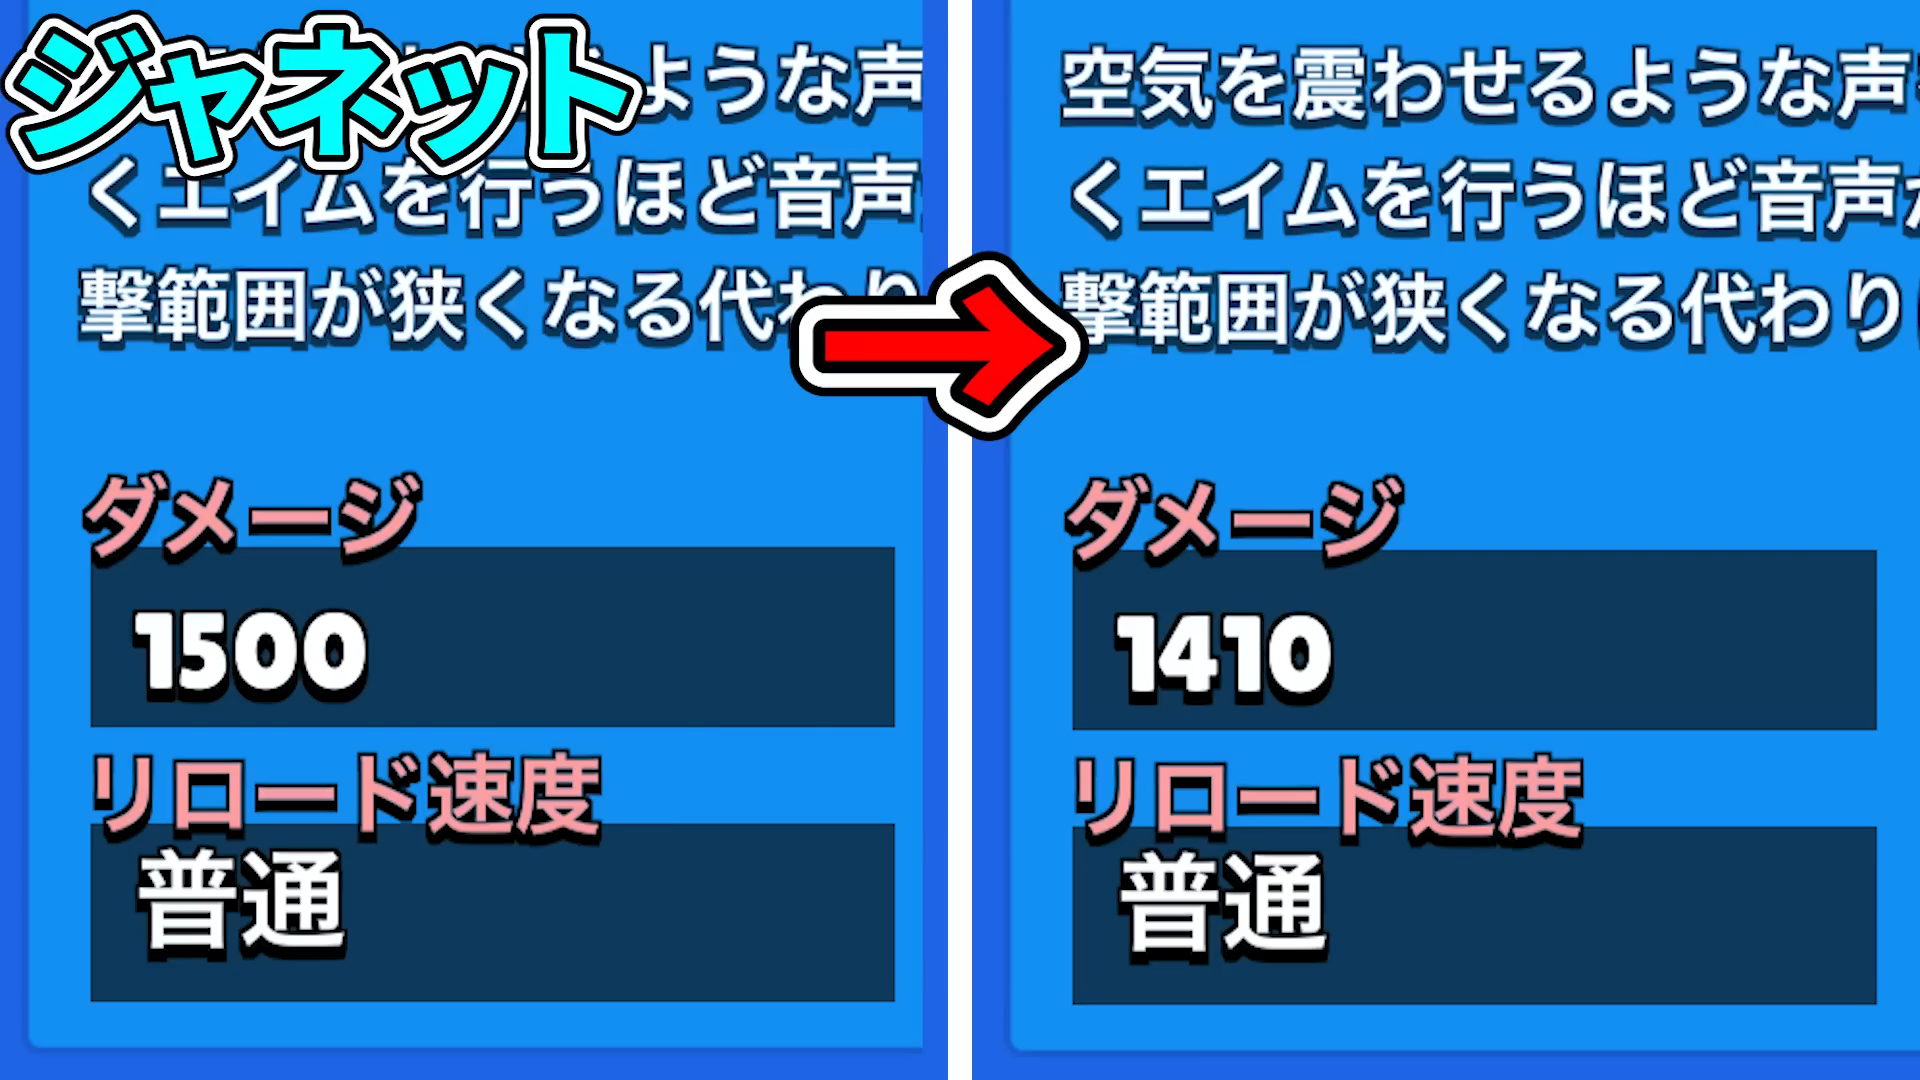 ジャネット
ような声
くエイムを行うほど音声
撃範囲が狭くなる代わり
ダメージ
1500
リロード速度
普通
空気を震わせるような声
くエイムを行うほど音声が
撃範囲が狭くなる代わり
ダメージ
1410
リロード速度
普通